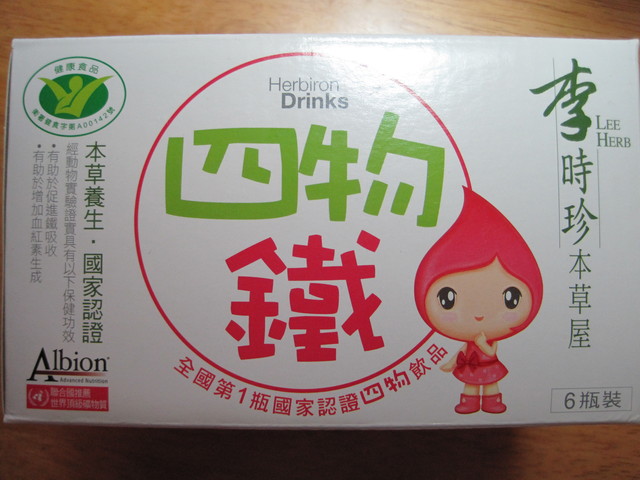 健康食品
衛署健食字第A00142號
本草養生・國家認證
經動物實驗證實具有以下保健功效
・有助於促進鐵吸收
・有助於增加血紅素生成
Albion
Advanced Nutrition
聯合國推薦
世界頂級礦物質
Herbiron
Drinks
四物
鐵
全國第1瓶國家認證四物飲品
李時珍本草屋
LEE
HERB
6瓶裝